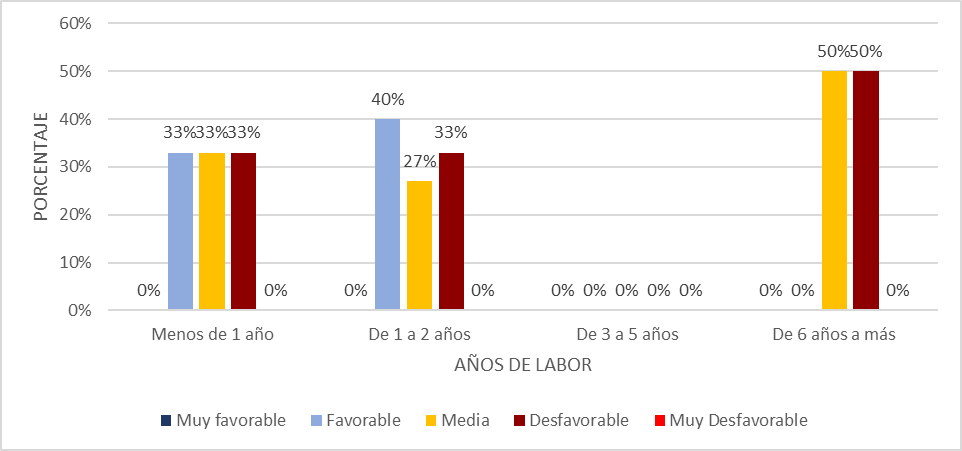 60%
50%
40%
30%
20%
10%
0%
PORCENTAJE
0% 33% 33% 33% 0%
0% 40% 27% 33% 0%
0% 0% 0% 0% 0%
0% 0% 50% 50% 0%
Menos de 1 año De 1 a 2 años De 3 a 5 años De 6 años a más
AÑOS DE LABOR
Muy favorable Favorable Media Desfavorable Muy Desfavorable